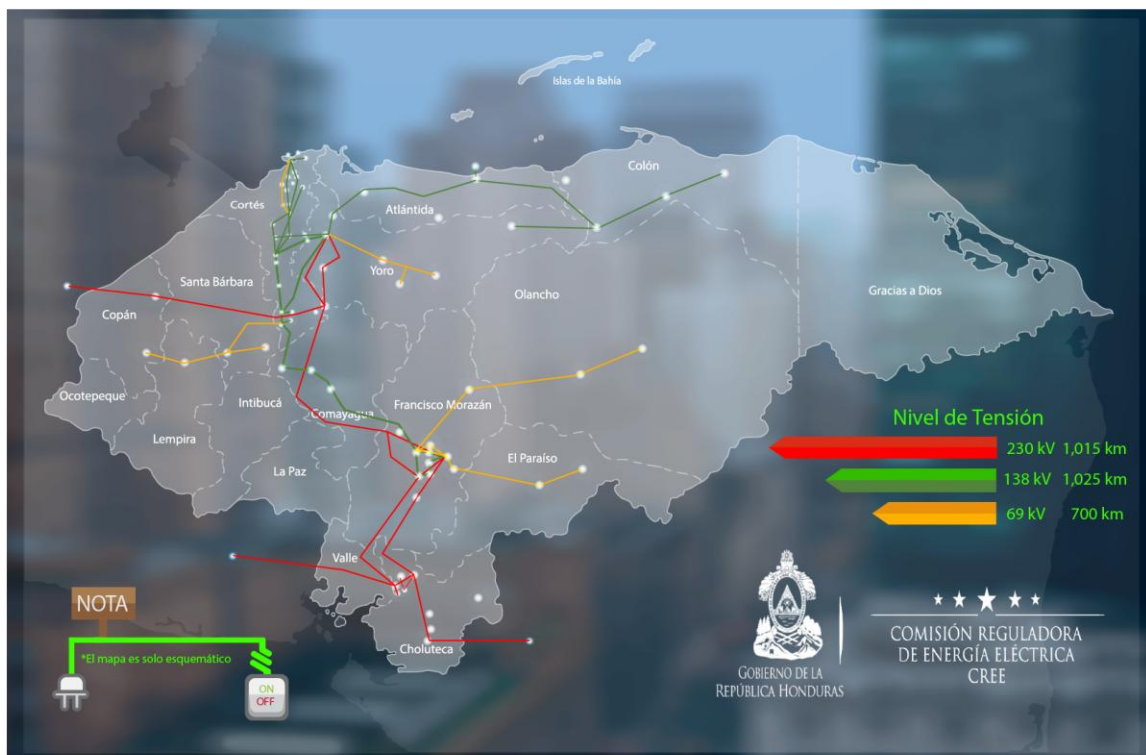 Islas de la Bahía
Colón
Cortés
Atlántida
Yoro
Santa Bárbara
Olancho
Gracias a Dios
Copán
Ocotepeque
Intibucá
Comayagua
Francisco Morazán
Lempira
La Paz
El Paraíso
Valle
Choluteca
Nivel de Tensión
230 kV 1,015 km
138 kV 1,025 km
69 kV 700 km
NOTA
*El mapa es solo esquemático
ON
OFF
GOBIERNO DE LA
REPÚBLICA HONDURAS
COMISIÓN REGULADORA
DE ENERGÍA ELÉCTRICA
CREE